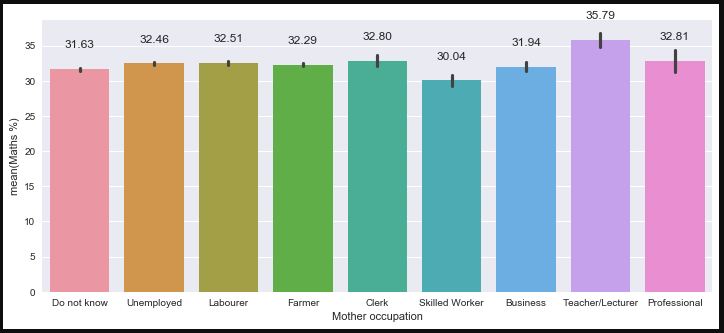 35.79
31.63 32.46 32.51 32.29 32.80 30.04 31.94 32.81
35
30
25
20
15
10
5
0
mean(Maths %)
Do not know Unemployed Labourer Farmer Clerk Skilled Worker Business Teacher/Lecturer Professional
Mother occupation